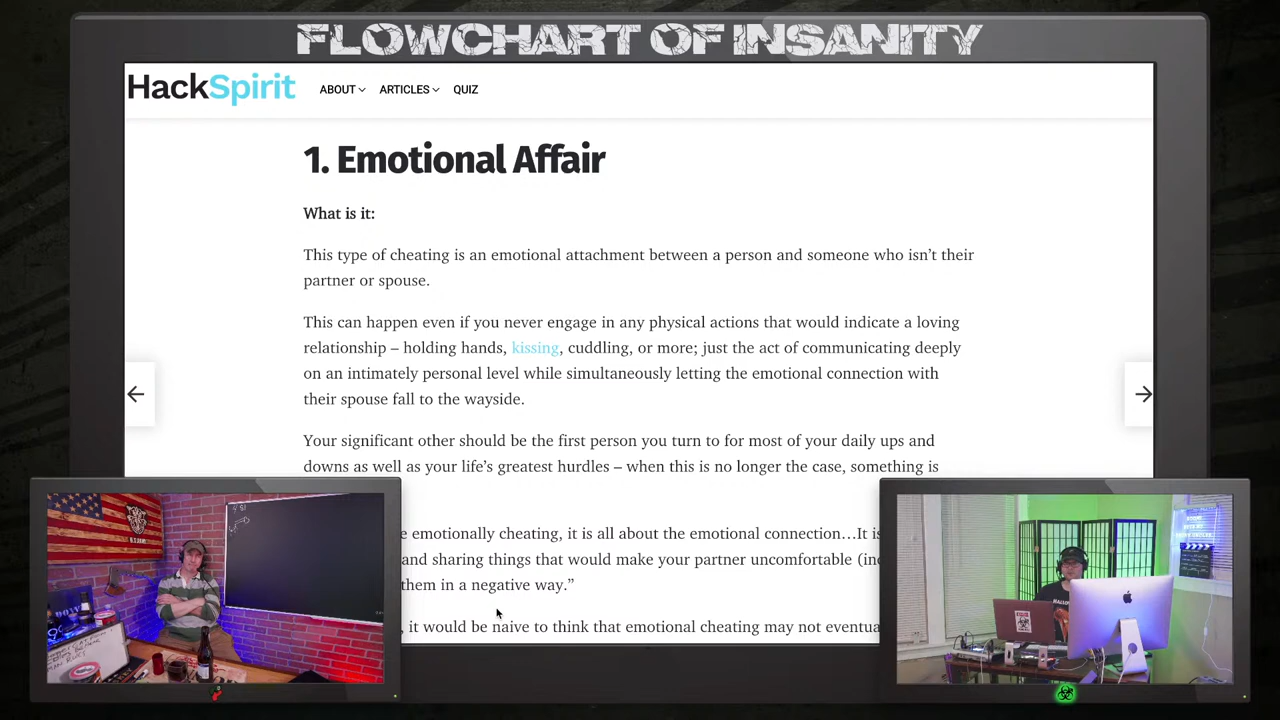 FLOWCHART OF INSANITY
HackSpirit
ABOUT ARTICLES QUIZ
1. Emotional Affair
What is it:
This type of cheating is an emotional attachment between a person and someone who isn’t their
partner or spouse.
This can happen even if you never engage in any physical actions that would indicate a loving
relationship – holding hands, kissing, cuddling, or more; just the act of communicating deeply
on an intimately personal level while simultaneously letting the emotional connection with
their spouse fall to the wayside.
Your significant other should be the first person you turn to for most of your daily ups and
downs as well as your life’s greatest hurdles – when this is no longer the case, something is
e emotionally cheating, it is all about the emotional connection…It is
and sharing things that would make your partner uncomfortable (inc
them in a negative way.”
, it would be naive to think that emotional cheating may not eventua